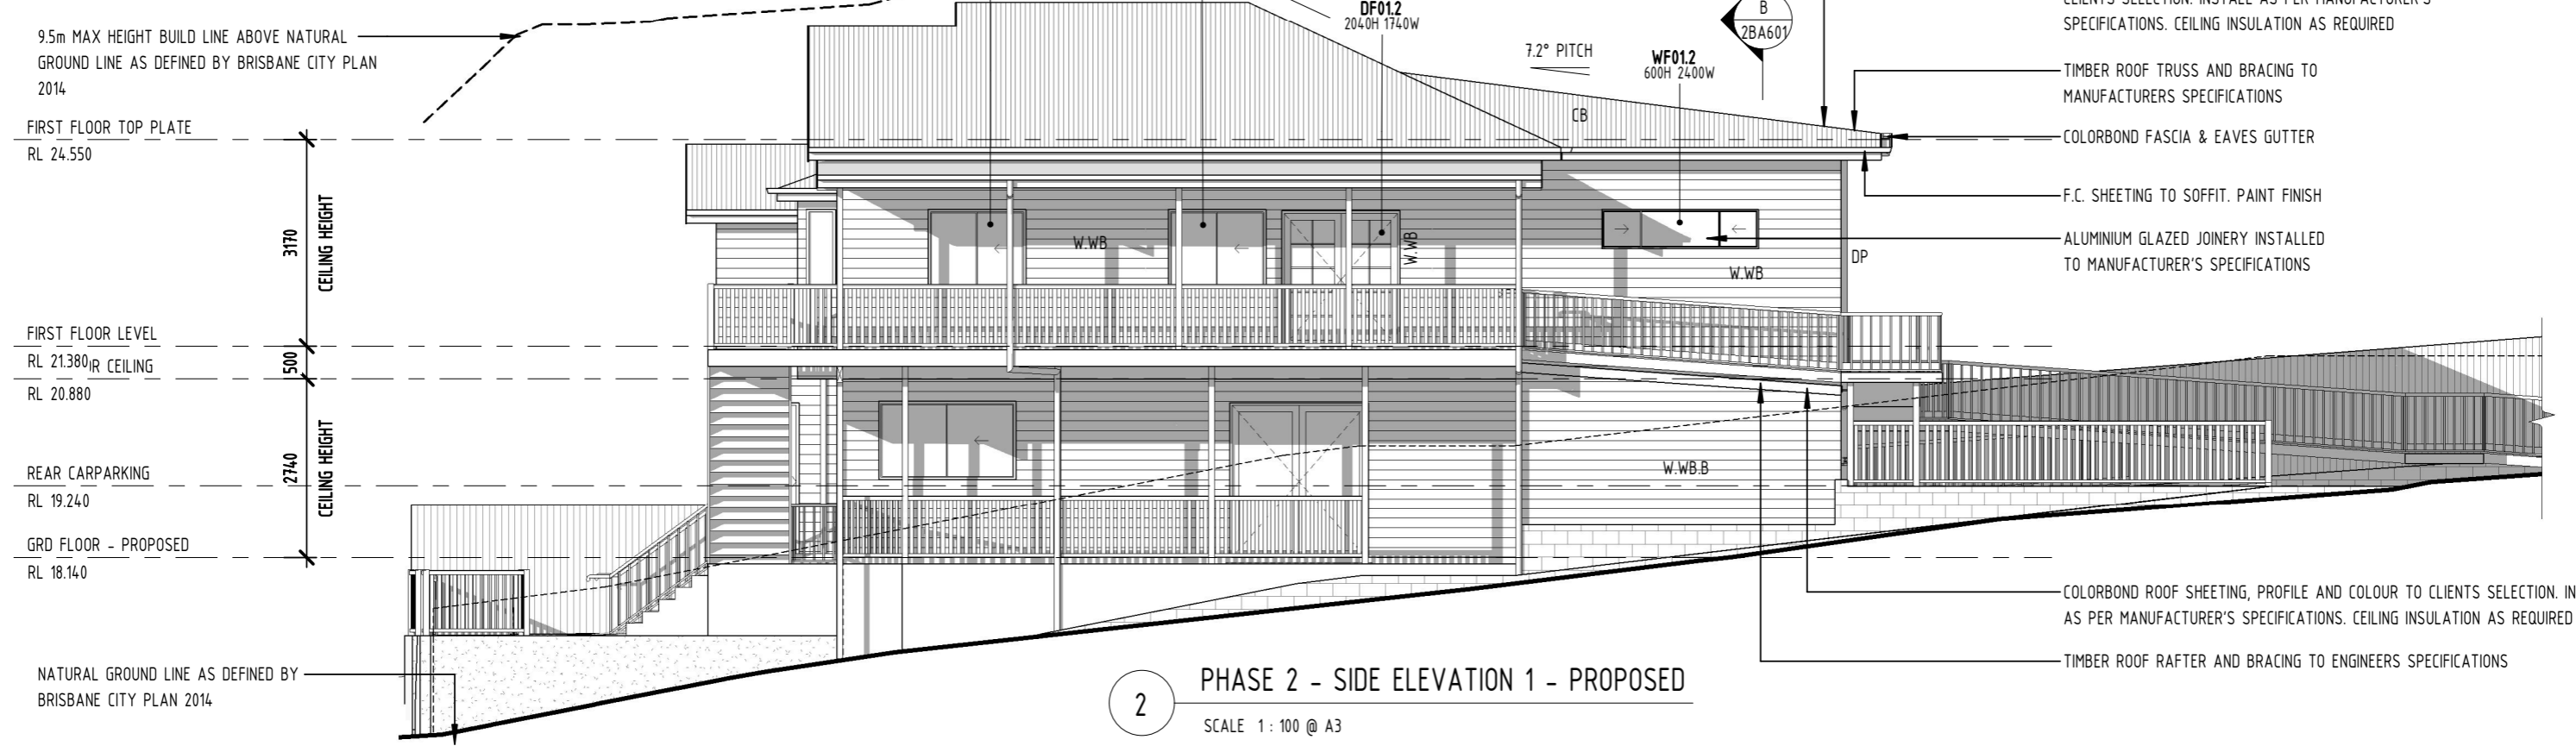 9.5m MAX HEIGHT BUILD LINE ABOVE NATURAL
GROUND LINE AS DEFINED BY BRISBANE CITY PLAN
2014
FIRST FLOOR TOP PLATE
RL 24.550
3170
CEILING HEIGHT
FIRST FLOOR LEVEL
RL 21.380
R CEILING
500
RL 20.880
2740
CEILING HEIGHT
REAR CARPARKING
RL 19.240
GRD FLOOR - PROPOSED
RL 18.140
NATURAL GROUND LINE AS DEFINED BY
BRISBANE CITY PLAN 2014
DF01.2
2040H 1740W
7.2° PITCH
WF01.2
600H 2400W
B
2BA601
CB
W.WB
W.WB
W.WB
DP
W.WB.B
SPECIFICATIONS. CEILING INSULATION AS REQUIRED
TIMBER ROOF TRUSS AND BRACING TO
MANUFACTURERS SPECIFICATIONS
COLORBOND FASCIA & EAVES GUTTER
F.C. SHEETING TO SOFFIT. PAINT FINISH
ALUMINIUM GLAZED JOINERY INSTALLED
TO MANUFACTURER'S SPECIFICATIONS
COLORBOND ROOF SHEETING, PROFILE AND COLOUR TO CLIENTS SELECTION. IN
AS PER MANUFACTURER'S SPECIFICATIONS. CEILING INSULATION AS REQUIRED
TIMBER ROOF RAFTER AND BRACING TO ENGINEERS SPECIFICATIONS
2
PHASE 2 - SIDE ELEVATION 1 - PROPOSED
SCALE 1 : 100 @ A3